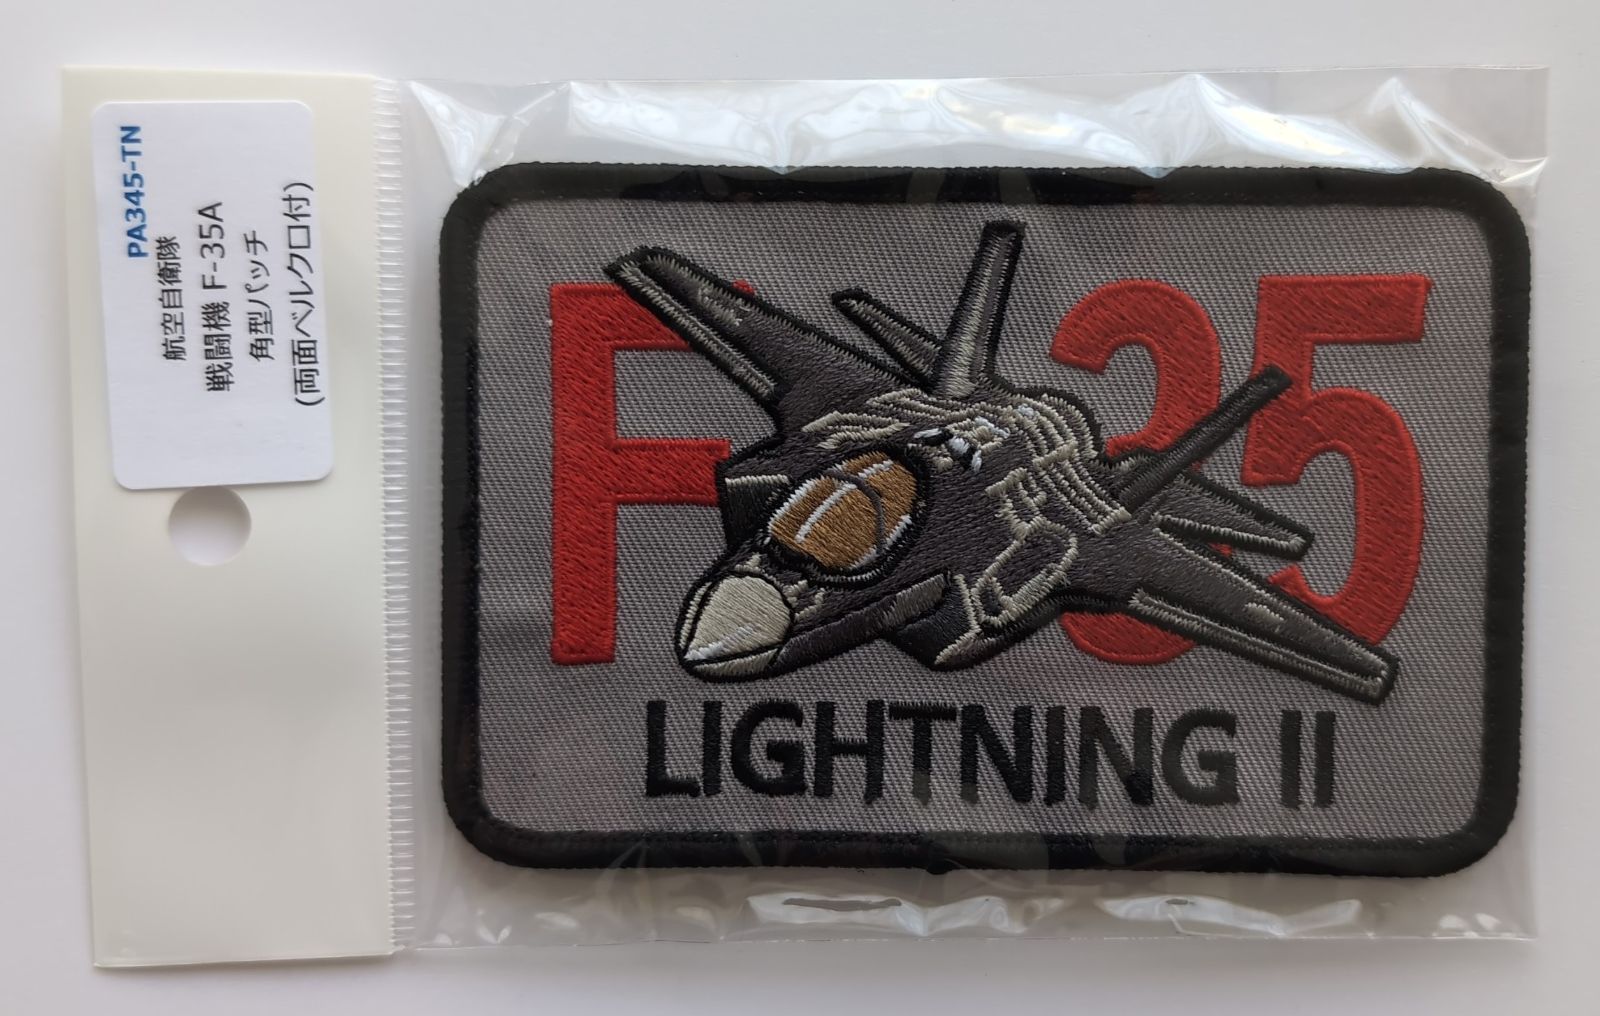 PA345-TN
航空自衛隊
戦闘機 F-35A
角型パッチ
(両面ベルクロ付)
F-35
LIGHTNING II